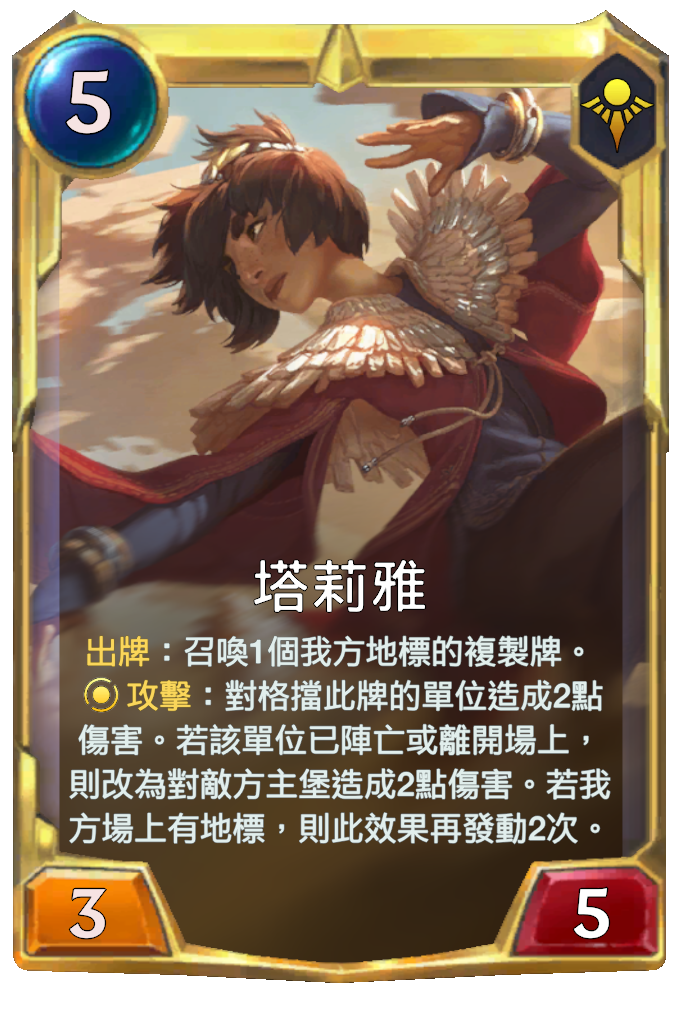 5
塔莉雅
出牌：召喚1個我方地標的複製牌。
攻擊：對格擋此牌的單位造成2點
傷害。若該單位已陣亡或離開場上，
則改為對敵方主堡造成2點傷害。若我
方場上有地標，則此效果再發動2次。
3
5